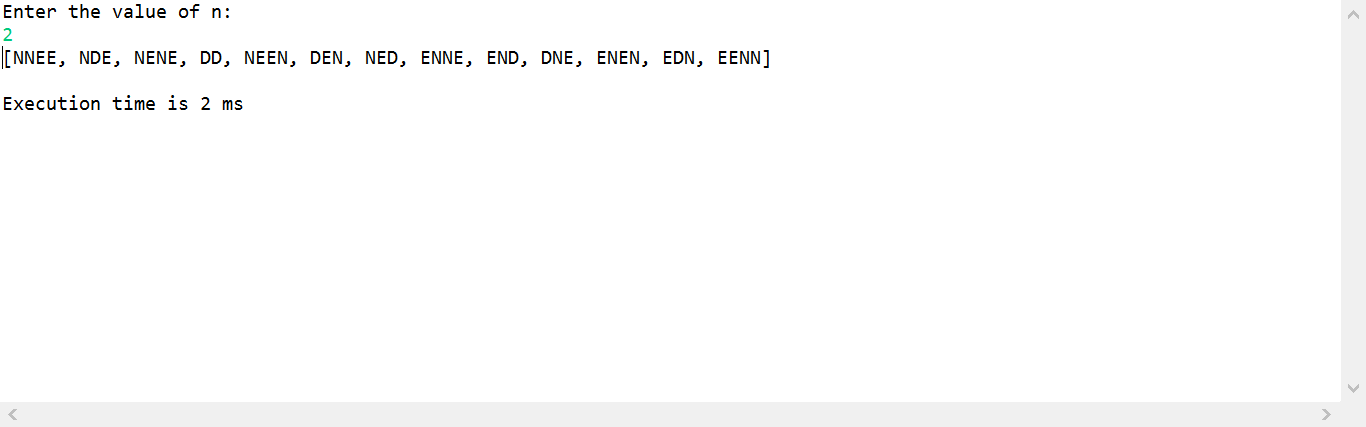 Enter the value of n:
2
[NNEE, NDE, NENE, DD, NEEN, DEN, NED, ENNE, END, DNE, ENEN, EDN, EENN]
Execution time is 2 ms